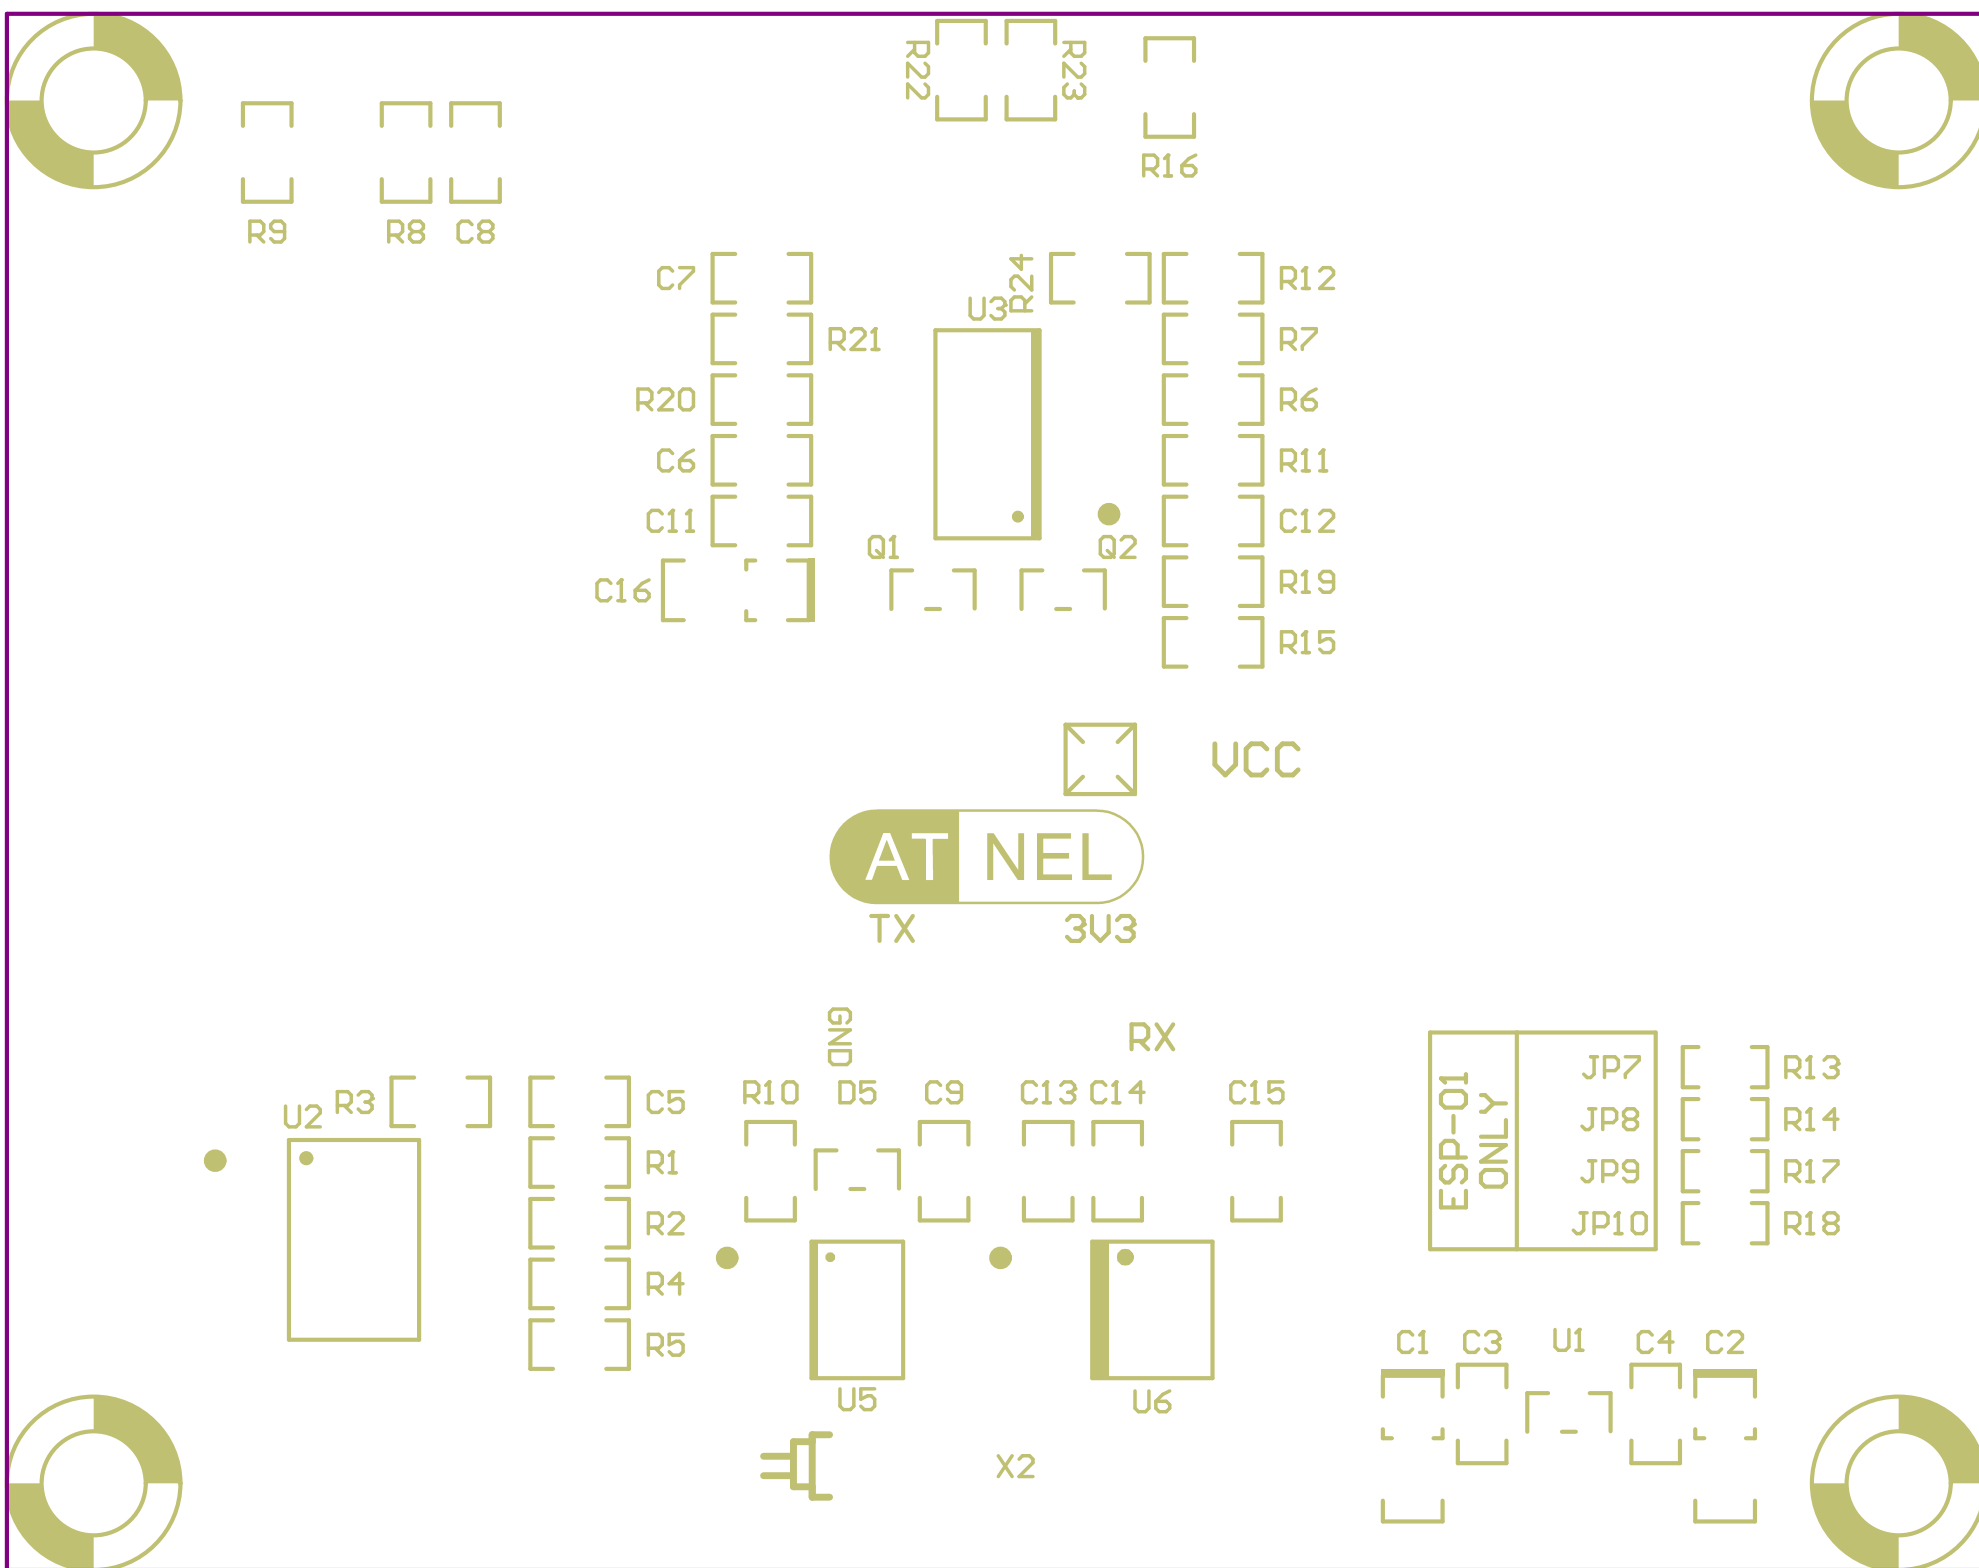 R22
R23
R16
R9
R8
C8
C7
R24
R12
U3
R21
R7
R20
R6
C6
R11
C11
C12
Q1
Q2
C16
R19
R15
VCC
AT NEL
TX
3V3
GND
RX
JP7
R13
U2
R3
C5
R10
D5
C9
C13
C14
C15
ESP-01
ONLY
JP8
R14
R1
JP9
R17
R2
JP10
R18
R4
R5
C1
C3
U1
C4
C2
U5
U6
X2